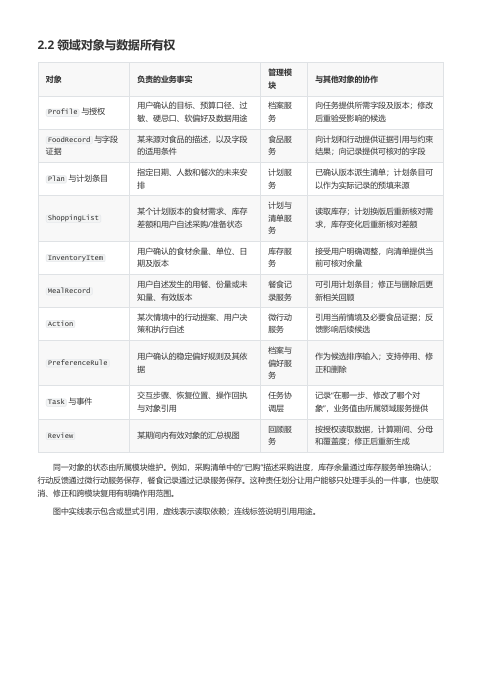 2.2 领域对象与数据所有权
对象
负责的业务事实
管理模
块
与其他对象的协作
Profile 与授权
用户确认的目标、预算口径、过
敏、硬忌口、软偏好及数据用途
档案服
务
向任务提供所需字段及版本；修改
后重验受影响的候选
FoodRecord 与字段
证据
某来源对食品的描述，以及字段
的适用条件
食品服
务
向计划和行动提供证据引用与约束
结果；向记录提供可核对的字段
Plan 与计划条目
指定日期、人数和餐次的未来安
排
计划服
务
已确认版本派生清单；计划条目可
以作为实际记录的预填来源
ShoppingList
某个计划版本的食材需求、库存
差额和用户自述采购/准备状态
计划与
清单服
务
读取库存；计划换版后重新核对需
求，库存变化后重新核对差额
InventoryItem
用户确认的食材余量、单位、日
期及版本
库存服
务
接受用户明确调整，向清单提供当
前可核对余量
MealRecord
用户自述发生的用餐、份量或未
知量、有效版本
餐食记
录服务
可引用计划条目；修正与删除后更
新相关回顾
Action
某次情境中的行动提案、用户决
策和执行自述
微行动
服务
引用当前情境及必要食品证据；反
馈影响后续候选
PreferenceRule
用户确认的稳定偏好规则及其依
据
档案与
偏好服
务
作为候选排序输入；支持停用、修
正和删除
Task 与事件
交互步骤、恢复位置、操作回执
与对象引用
任务协
调层
记录“在哪一步、修改了哪个对
象”，业务值由所属领域服务提供
Review
某期间内有效对象的汇总视图
回顾服
务
按授权读取数据，计算期间、分母
和覆盖度；修正后重新生成
同一对象的状态由所属模块维护。例如，采购清单中的“已购”描述采购进度，库存余量通过库存服务单独确认；
行动反馈通过微行动服务保存，餐食记录通过记录服务保存。这种责任划分让用户能够只处理手头的一件事，也使取
消、修正和跨模块复用有明确作用范围。
图中实线表示包含或显式引用，虚线表示读取依赖；连线标签说明引用用途。